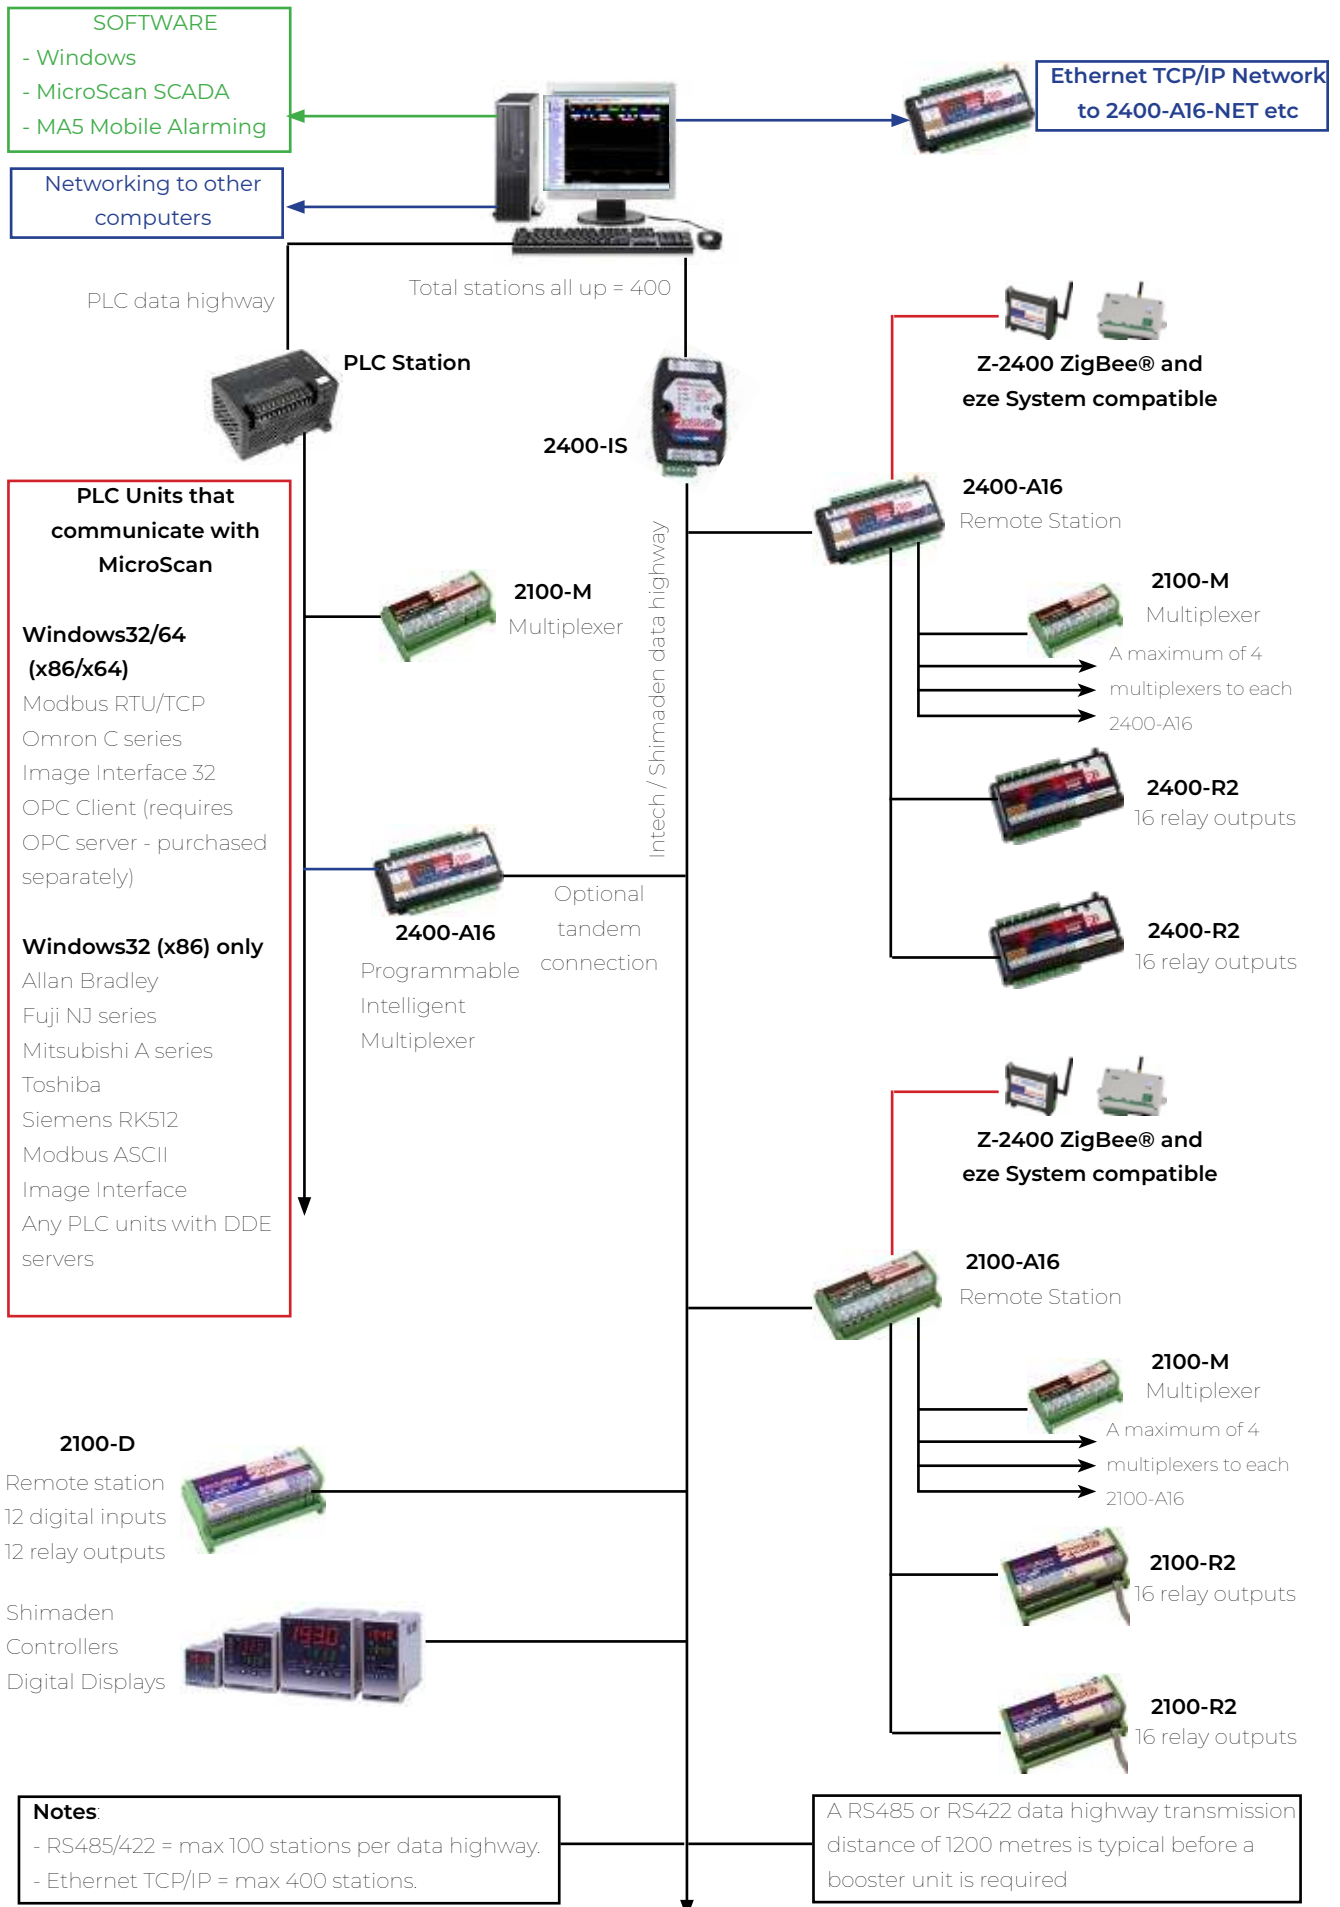 SOFTWARE
- Windows
- MicroScan SCADA
- MA5 Mobile Alarming
Ethernet TCP/IP Network
to 2400-A16-NET etc
Networking to other
computers
PLC data highway
Total stations all up = 400
PLC Station
2400-IS
Z-2400 ZigBee® and
eze System compatible
2400-A16
Remote Station
PLC Units that
communicate with
MicroScan
Windows32/64
(x86/x64)
Modbus RTU/TCP
Omron C series
Image Interface 32
OPC Client (requires
OPC server - purchased
separately)
Windows32 (x86) only
Allan Bradley
Fuji NJ series
Mitsubishi A series
Toshiba
Siemens RK512
Modbus ASCII
Image Interface
Any PLC units with DDE
servers
2100-M
Multiplexer
Intech / Shimaden data highway
2100-M
Multiplexer
A maximum of 4
multiplexers to each
2400-A16
2400-R2
16 relay outputs
2400-R2
16 relay outputs
2400-A16
Programmable
Intelligent
Multiplexer
Optional
tandem
connection
Z-2400 ZigBee® and
eze System compatible
2100-A16
Remote Station
2100-M
Multiplexer
A maximum of 4
multiplexers to each
2100-A16
2100-R2
16 relay outputs
2100-R2
16 relay outputs
2100-D
Remote station
12 digital inputs
12 relay outputs
Shimaden
Controllers
Digital Displays
Notes:
- RS485/422 = max 100 stations per data highway.
- Ethernet TCP/IP = max 400 stations.
A RS485 or RS422 data highway transmission
distance of 1200 metres is typical before a
booster unit is required